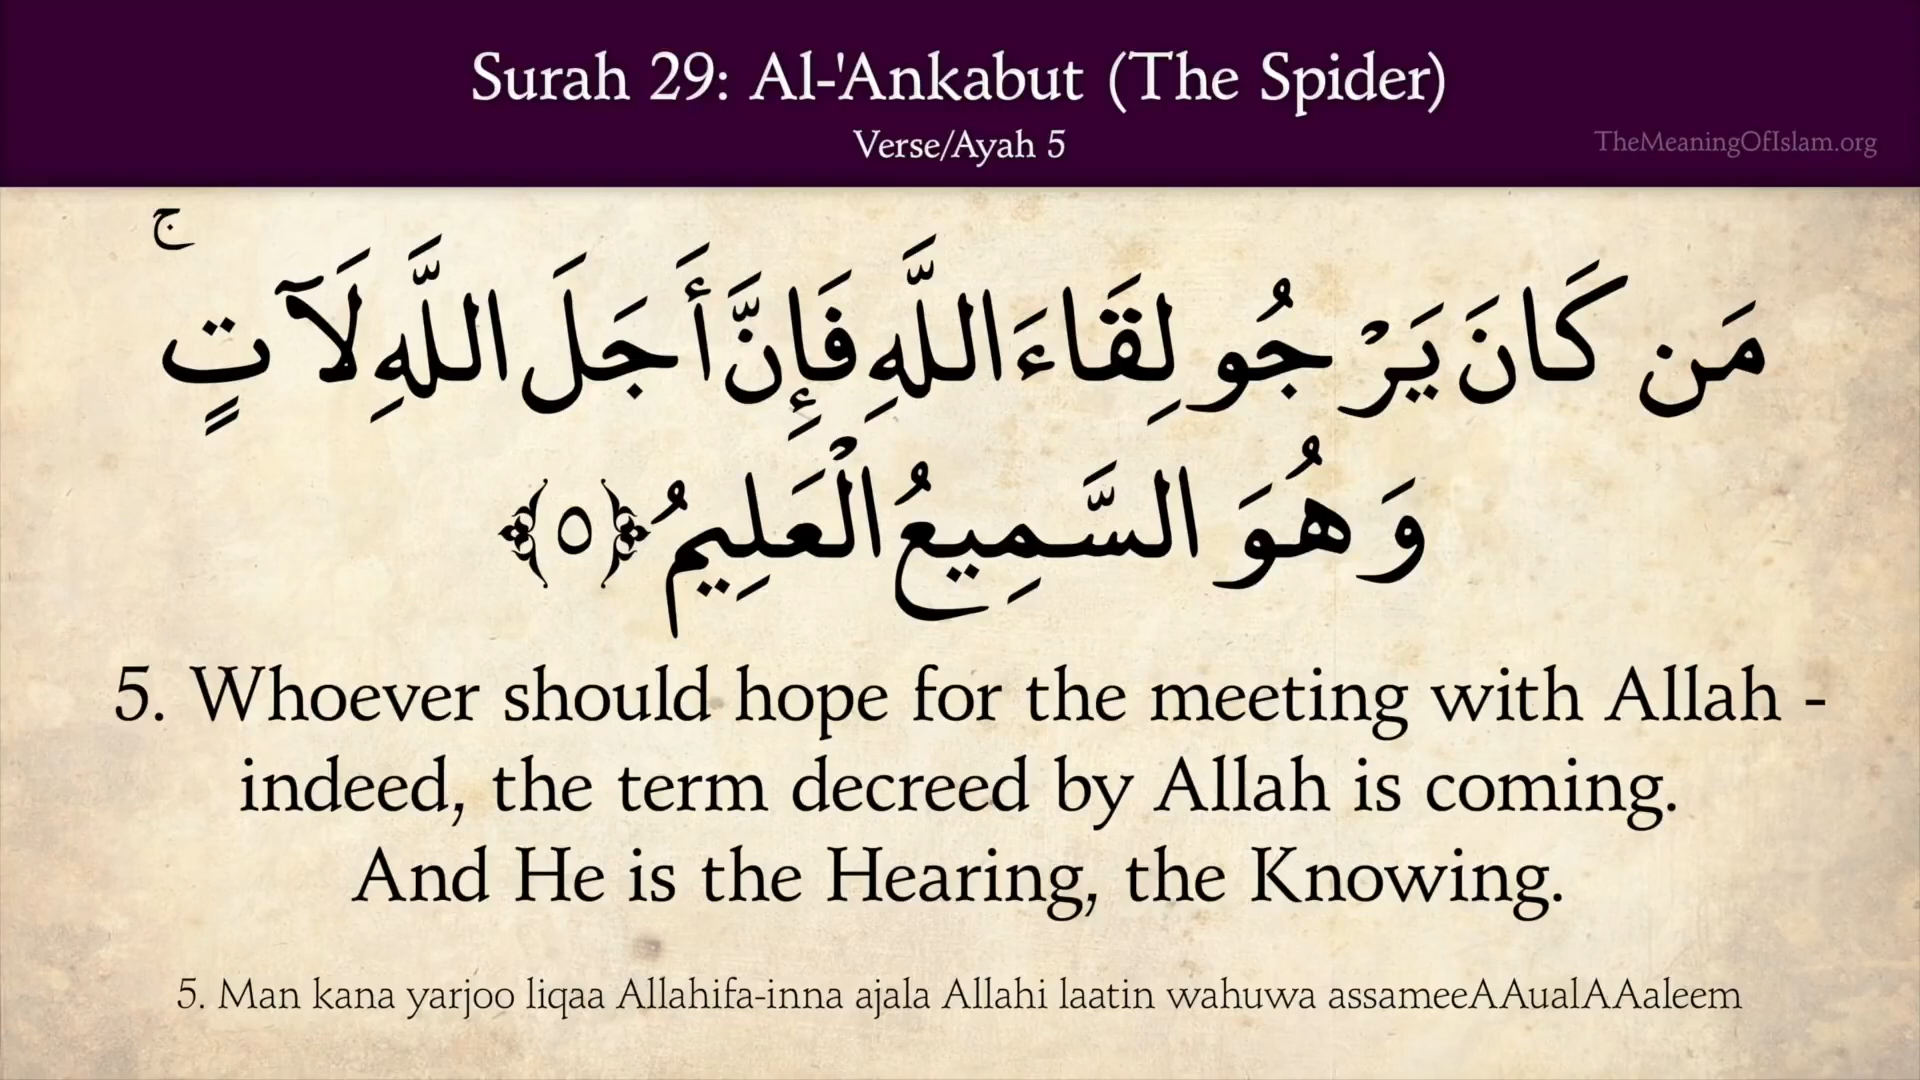 Surah 29: Al-'Ankabut (The Spider)
Verse/Ayah 5
TheMeaningOfIslam.org
مَن كَانَ يَرْجُو لِقَاءَ اللَّهِ فَإِنَّ أَجَلَ اللَّهِ لَآتٍ ۚ
وَهُوَ السَّمِيعُ الْعَلِيمُ ﴿٥﴾
5. Whoever should hope for the meeting with Allah -
indeed, the term decreed by Allah is coming.
And He is the Hearing, the Knowing.
5. Man kana yarjoo liqaa Allahifa-inna ajala Allahi laatin wahuwa assameeAAualAAaleem